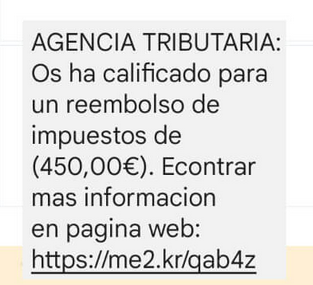 AGENCIA TRIBUTARIA:
Os ha calificado para
un reembolso de
impuestos de
(450,00€). Econtrar
mas informacion
en pagina web:
https://me2.kr/qab4z